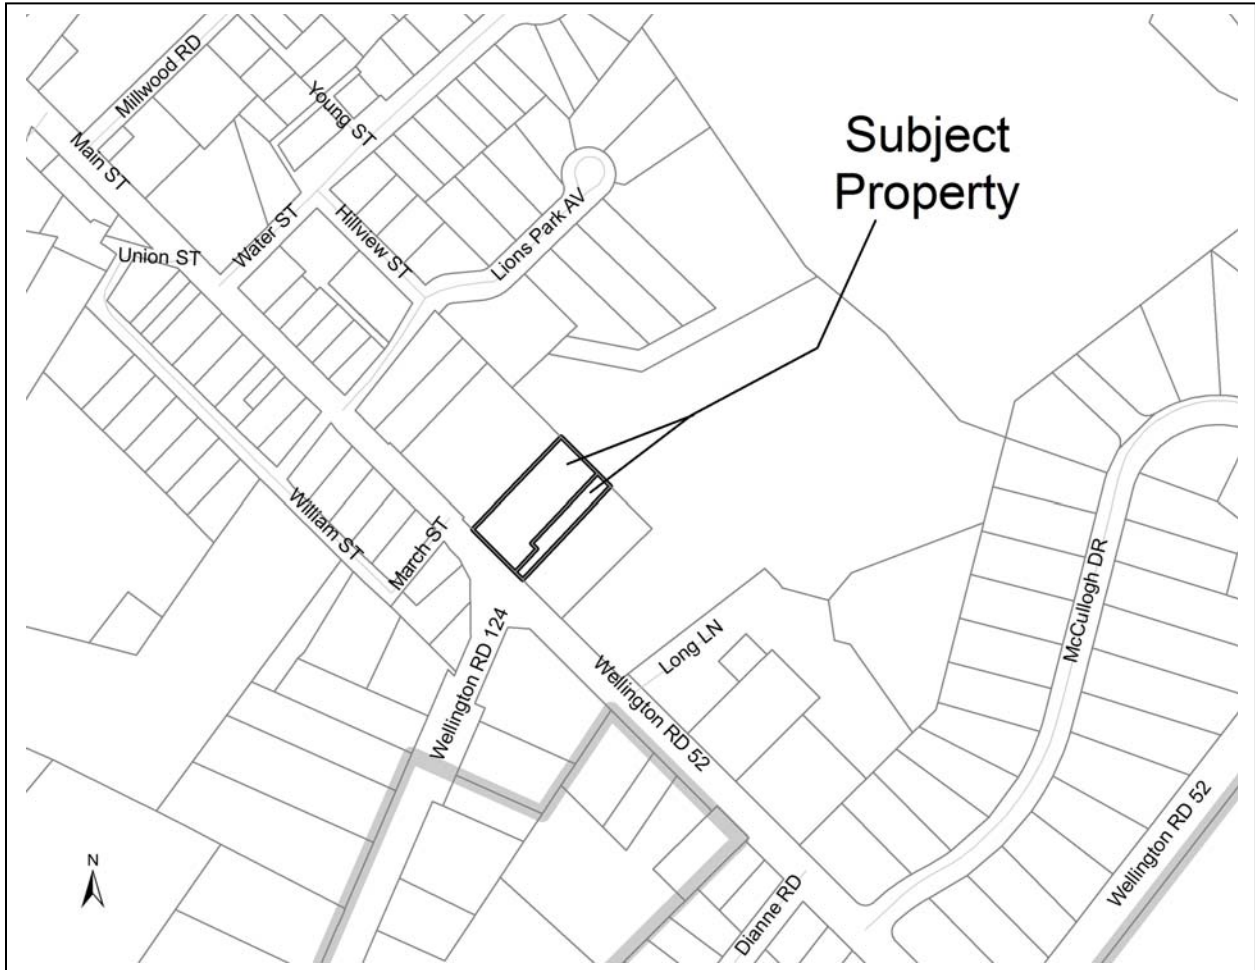 Millwood RD
Young ST
Main ST
Subject
Property
Union ST
Water ST
Hillview ST
Lions Park AV
William ST
March ST
McCullogh DR
Wellington RD 124
Long LN
Wellington RD 52
Wellington RD 52
Dianne RD
N